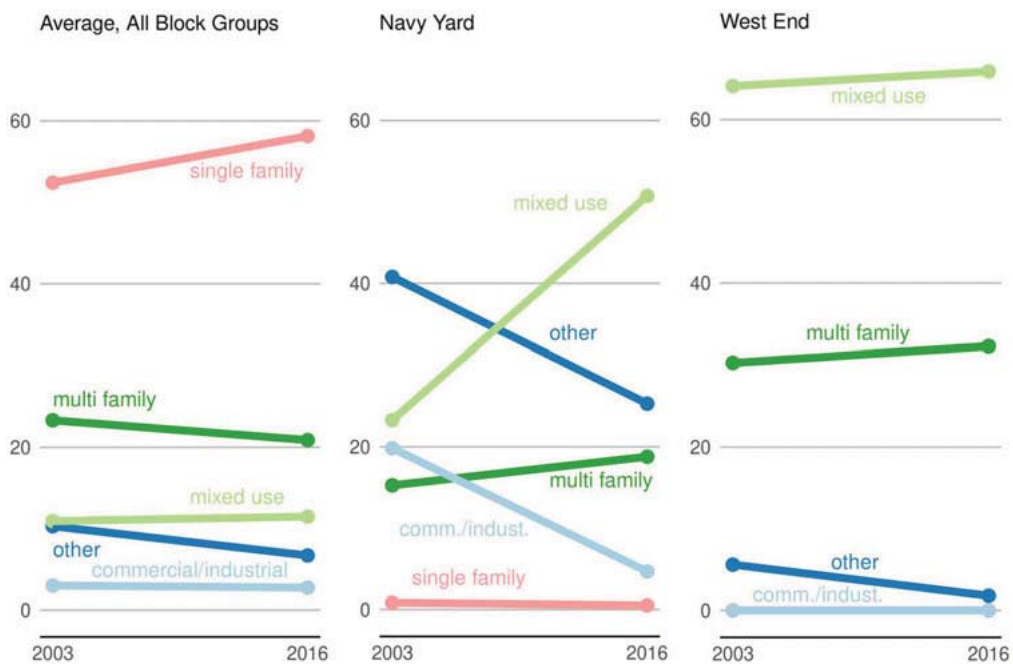 Average, All Block Groups
60
single family
40
multi family
20
mixed use
other
commercial/industrial
0
2003 2016
Navy Yard
60
mixed use
40
other
20
multi family
comm./indust.
single family
0
2003 2016
West End
mixed use
60
40
multi family
20
other
comm./indust.
0
2003 2016